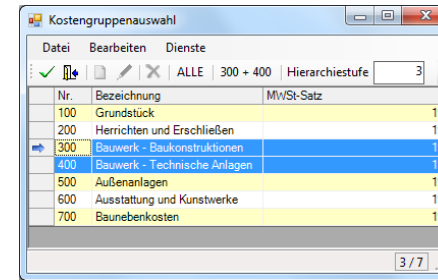 Kostengruppenauswahl
Datei Bearbeiten Dienste
ALLE 300 + 400 Hierarchiestufe 3
Nr. Bezeichnung MWSt-Satz
100 Grundstück 1
200 Herrichten und Erschließen 1
300 Bauwerk - Baukonstruktionen 1
400 Bauwerk - Technische Anlagen 1
500 Außenanlagen 1
600 Ausstattung und Kunstwerke 1
700 Baunebenkosten 1
3 / 7